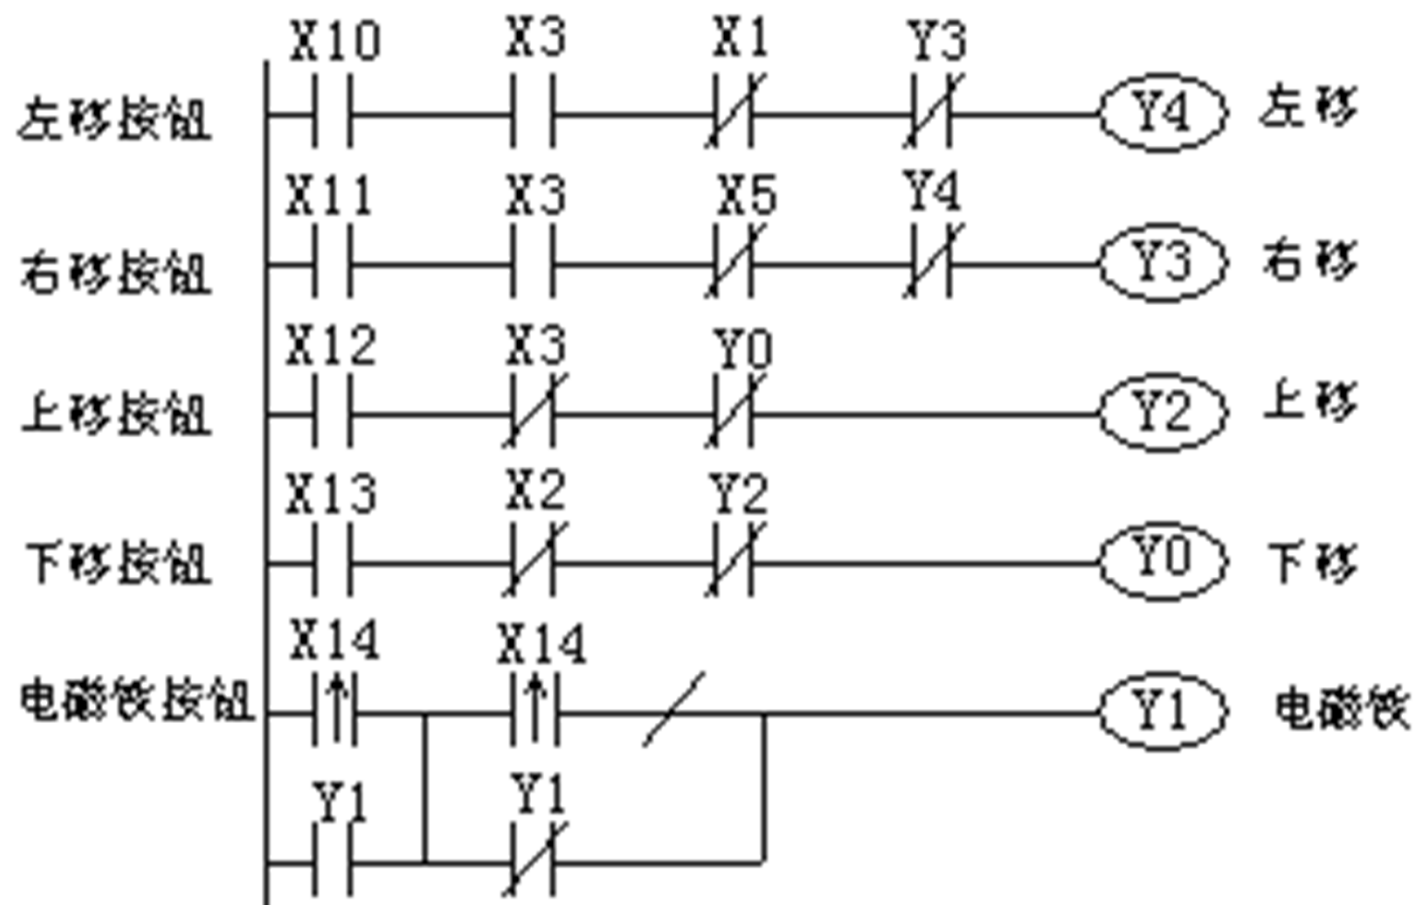 X10 X3 X1 Y3
左移按钮 Y4 左移
X11 X3 X5 Y4
右移按钮 Y3 右移
X12 X3 Y0
上移按钮 Y2 上移
X13 X2 Y2
下移按钮 Y0 下移
X14 X14
电磁铁按钮 Y1 电磁铁
Y1 Y1